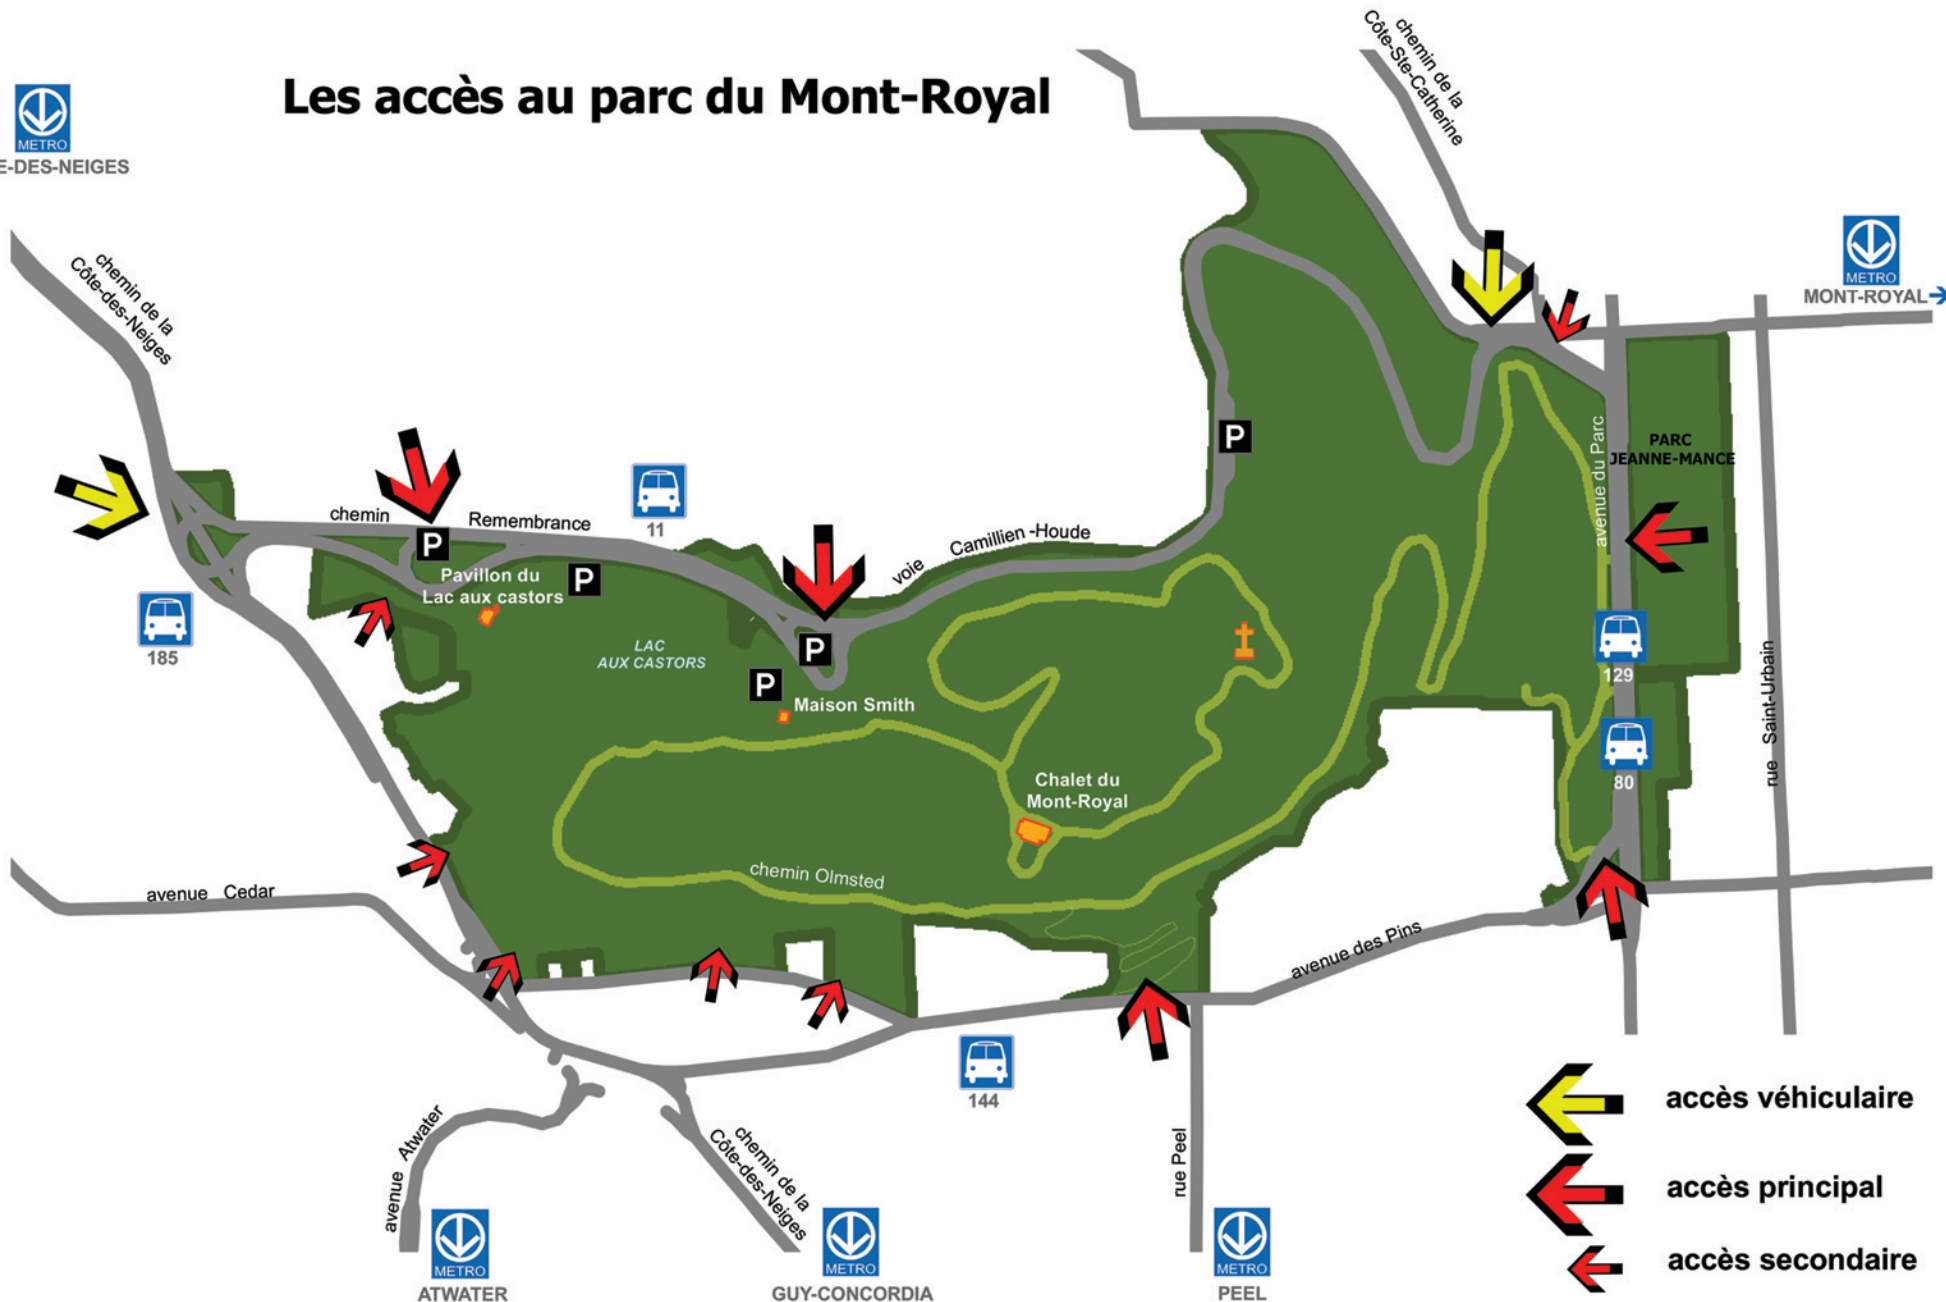 Les accès au parc du Mont-Royal
METRO
E-DES-NEIGES
chemin de la
Côte-Ste-Catherine
METRO
MONT-ROYAL
chemin de la
Côte-des-Neiges
P
PARC
JEANNE-MANCE
avenue du Parc
11
chemin Remembrance
voie Camillien-Houde
P
Pavillon du
Lac aux castors
P
185
LAC
AUX CASTORS
P
P
Maison Smith
129
rue Saint-Urbain
80
Chalet du
Mont-Royal
chemin Olmsted
avenue Cedar
avenue des Pins
144
avenue Atwater
chemin de la
Côte-des-Neiges
rue Peel
METRO
ATWATER
METRO
GUY-CONCORDIA
METRO
PEEL
accès véhiculaire
accès principal
accès secondaire